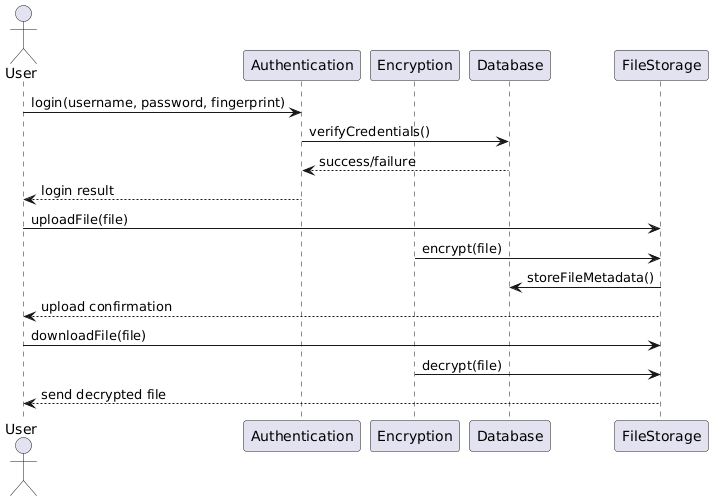 User
Authentication
Encryption
Database
FileStorage
login(username, password, fingerprint)
verifyCredentials()
success/failure
login result
uploadFile(file)
encrypt(file)
storeFileMetadata()
upload confirmation
downloadFile(file)
decrypt(file)
send decrypted file
User
Authentication
Encryption
Database
FileStorage